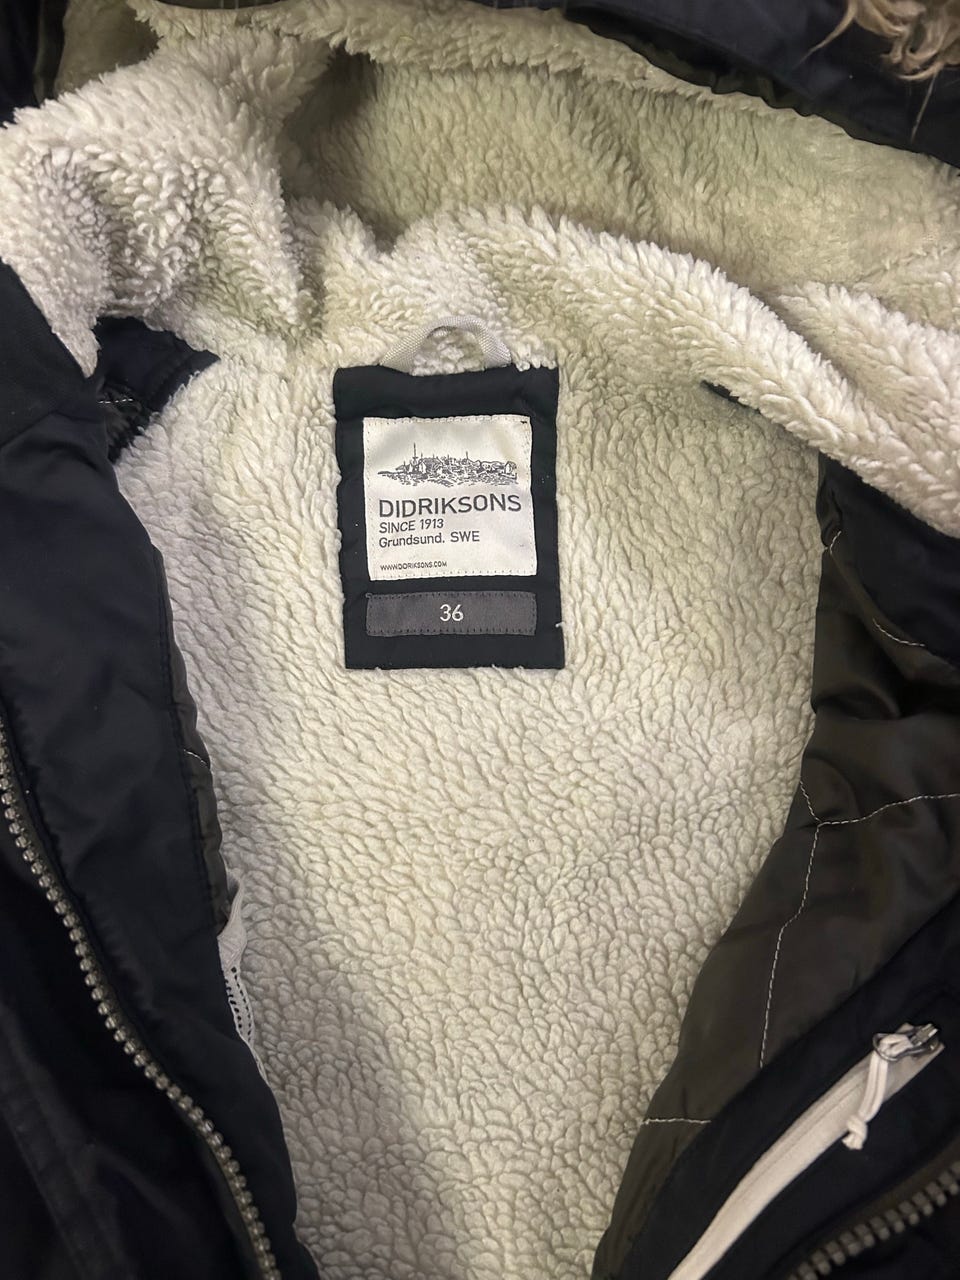 DIDRIKSONS
SINCE 1913
Grundsund. SWE
WWW.DIDRIKSONS.COM
36